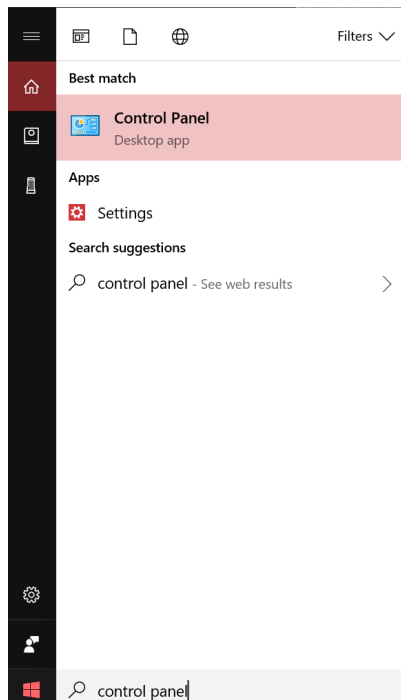 Filters
Best match
Control Panel
Desktop app
Apps
Settings
Search suggestions
control panel - See web results
control panel